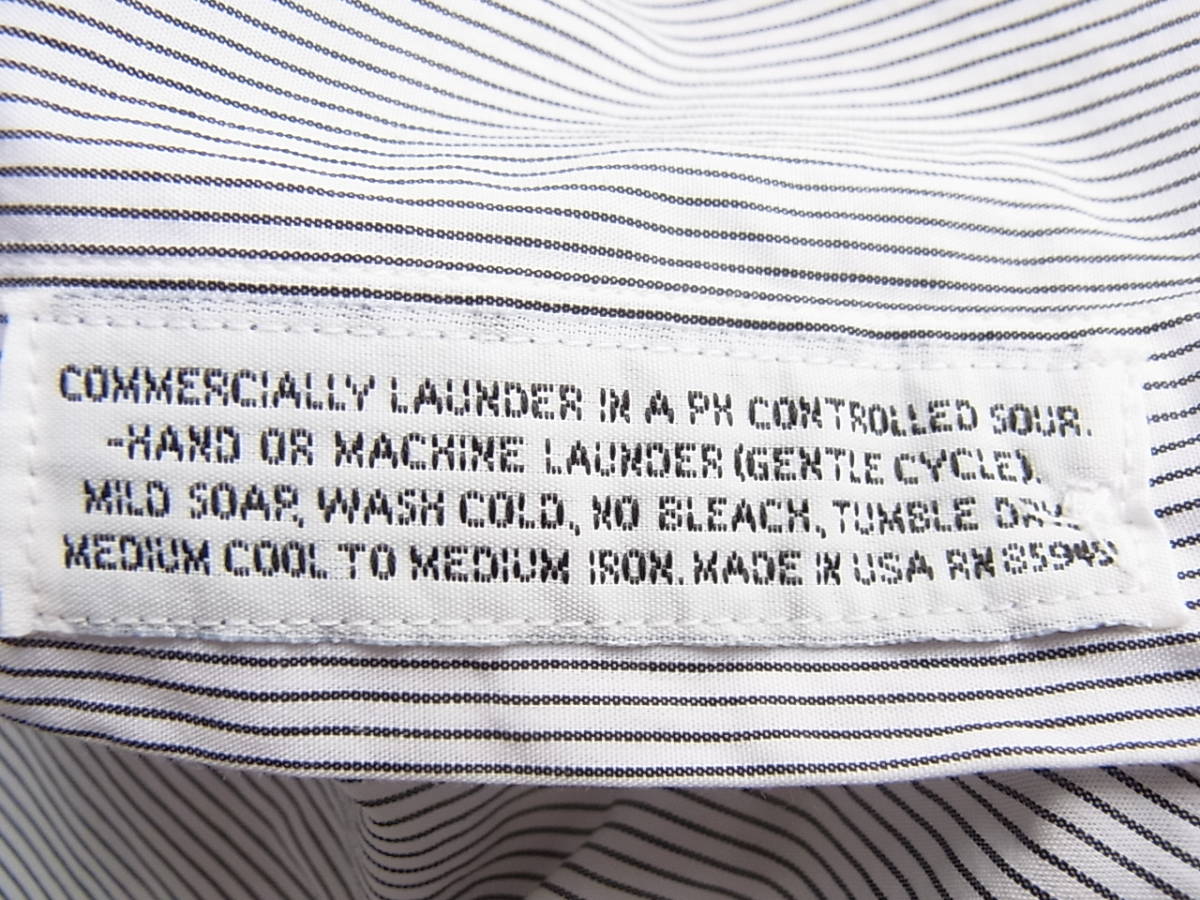 COMMERCIALLY LAUNDER IN A PH CONTROLLED SOUR.
-HAND OR MACHINE LAUNDER (GENTLE CYCLE).
MILD SOAP, WASH COLD, NO BLEACH, TUMBLE DRY.
MEDIUM COOL TO MEDIUM IRON. MADE IN USA RN 85945